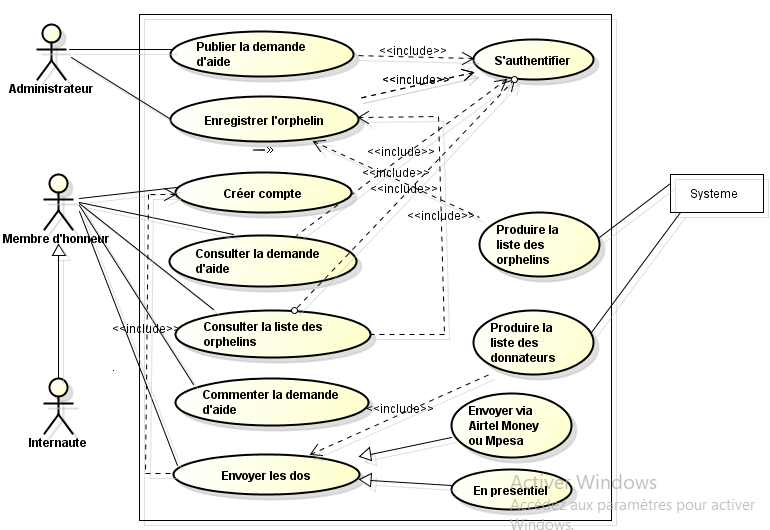 Publier la demande
d'aide
<<include>>
S'authentifier
Administrateur
<<include>>
Enregistrer l'orphelin
<<include>>
<<include>>
<<include>>
Créer compte
Systeme
<<include>>
Membre d'honneur
Produire la
liste des
orphelins
Consulter la demande
d'aide
<<include>>
Consulter la liste des
orphelins
Produire la
liste des
donnateurs
Commenter la demande
d'aide
<<include>>
Internaute
Envoyer via
Airtel Money
ou Mpesa
Envoyer les dos
En presentiel
Activer Windows
Accédez aux paramètres pour activer
Windows.